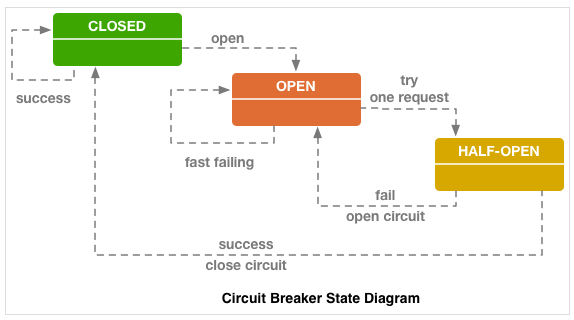 CLOSED
open
success
OPEN
try
one request
fast failing
HALF-OPEN
fail
open circuit
success
close circuit
Circuit Breaker State Diagram